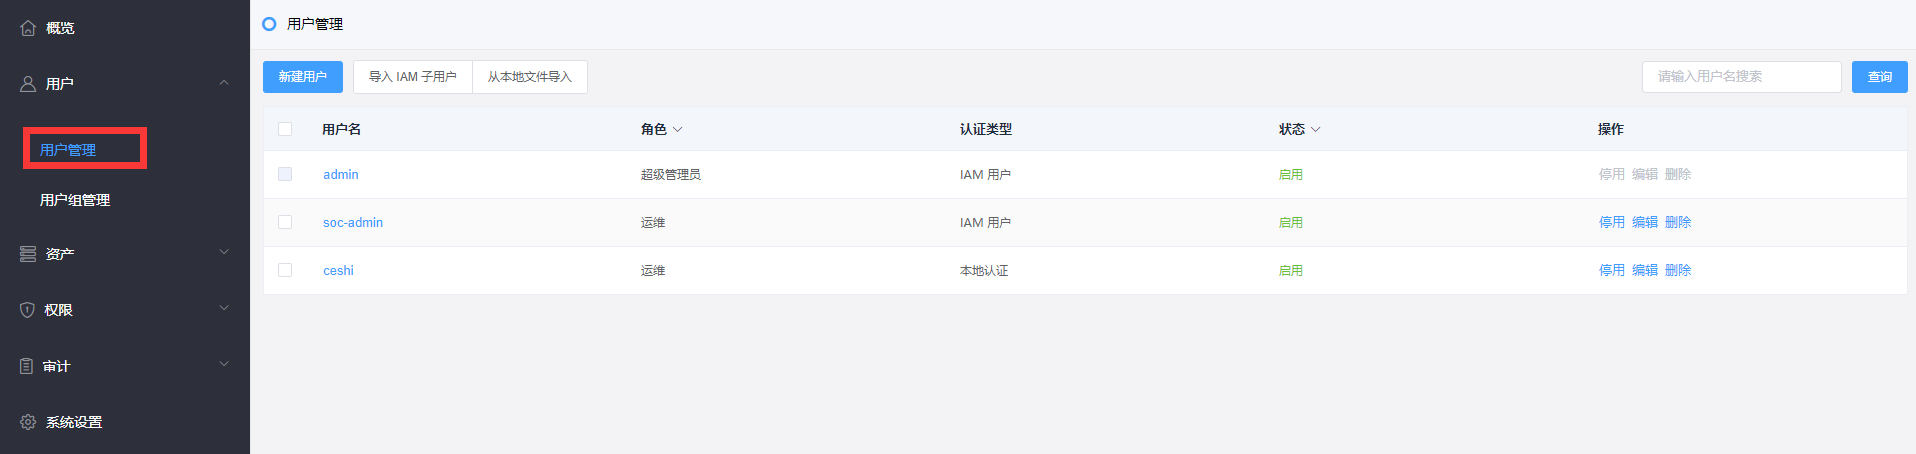 概览
用户
用户管理
用户组管理
资产
权限
审计
系统设置
用户管理
新建用户 导入 IAM 子用户 从本地文件导入 请输入用户名搜索 查询
用户名 角色 认证类型 状态 操作
admin 超级管理员 IAM 用户 启用 停用 编辑 删除
soc-admin 运维 IAM 用户 启用 停用 编辑 删除
ceshi 运维 本地认证 启用 停用 编辑 删除